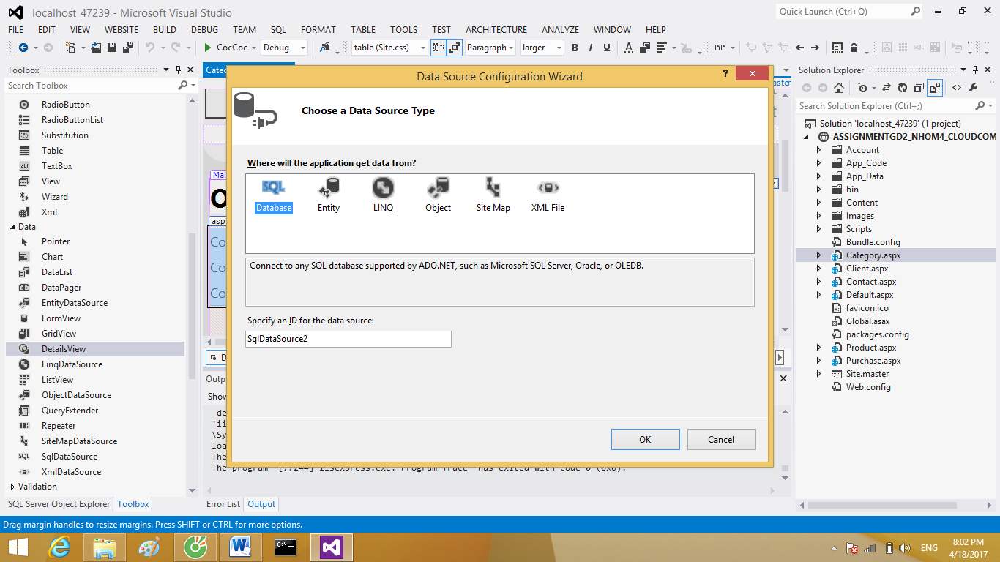 localhost_47239 - Microsoft Visual Studio
Quick Launch (Ctrl+Q)
FILE EDIT VIEW WEBSITE BUILD DEBUG TEAM SQL FORMAT TABLE TOOLS TEST ARCHITECTURE ANALYZE WINDOW HELP
CocCoc Debug table (Site.css) Paragraph larger B I U A SQL
Toolbox
Search Toolbox
RadioButton
RadioButtonList
Substitution
Table
TextBox
View
Wizard
Xml
Data
Pointer
Chart
DataList
DataPager
EntityDataSource
FormView
GridView
DetailsView
LinqDataSource
ListView
ObjectDataSource
QueryExtender
Repeater
SiteMapDataSource
SQL SqlDataSource
XmlDataSource
Validation
SQL Server Object Explorer Toolbox
Categ
aster
Mai
O
asp
Co
Co
Co
D
Data Source Configuration Wizard
?
Choose a Data Source Type
Where will the application get data from?
SQL
Database Entity LINQ Object Site Map XML File
Connect to any SQL database supported by ADO.NET, such as Microsoft SQL Server, Oracle, or OLEDB.
Specify an ID for the data source:
SqlDataSource2
OK Cancel
Outp
Show
de
'ii
\Sy
loa
The
The program '[77244] iisexpress.exe: Program Trace' has exited with code 0 (0x0).
Error List Output
Solution Explorer
Search Solution Explorer (Ctrl+;)
Solution 'localhost_47239' (1 project)
ASSIGNMENTGD2_NHOM4_CLOUDCOM
Account
App_Code
App_Data
bin
Content
Images
Scripts
Bundle.config
Category.aspx
Client.aspx
Contact.aspx
Default.aspx
favicon.ico
Global.asax
packages.config
Product.aspx
Purchase.aspx
Site.master
Web.config
Drag margin handles to resize margins. Press SHIFT or CTRL for more options.
ENG
8:02 PM
4/18/2017